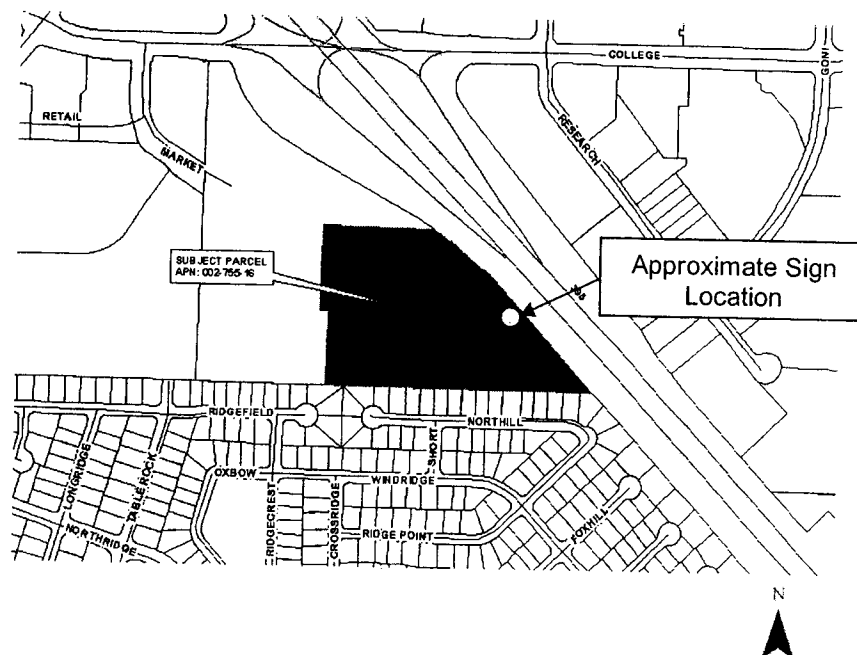 COLLEGE
GONI
RETAIL
RESEARCH
MARKET
SUBJECT PARCEL
APN: 002-755-16
Approximate Sign
Location
RIDGEFIELD
NORTHILL
LONGRIDGE
TABLE ROCK
OXBOW
SHORT
WINDRIDGE
NORTHRIDGE
RIDGECREST
CROSSRIDGE
RIDGE POINT
FOXHILL
N